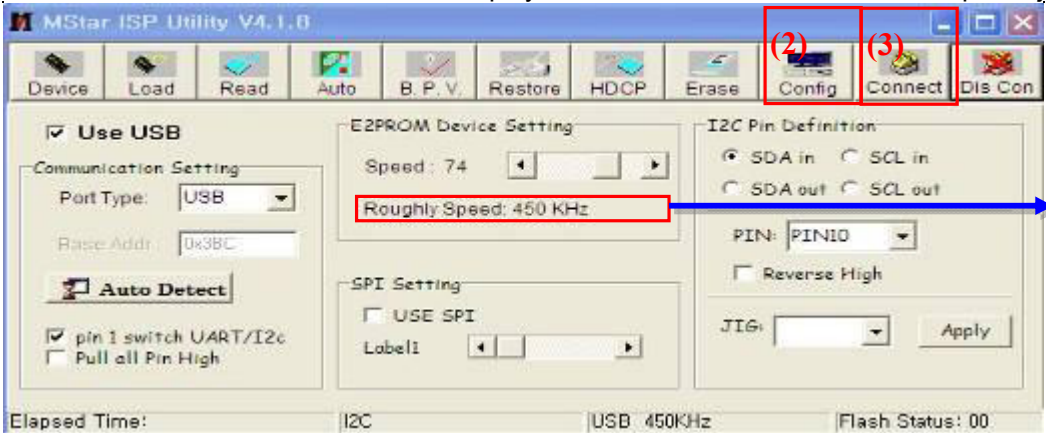 MStar ISP Utility V4.1.8
(2) (3)
Device Load Read Auto B. P. V. Restore HDCP Erase Config Connect Dis Con
Use USB
Communication Setting
Port Type: USB
Base Addr : 0x3BC
Auto Detect
pin 1 switch UART/I2c
Pull all Pin High
E2PROM Device Setting
Speed : 74
Roughly Speed: 450 KHz
SPI Setting
USE SPI
Label1
I2C Pin Definition
SDA in SCL in
SDA out SCL out
PIN: PIN10
Reverse High
JIG: Apply
Elapsed Time: I2C USB 450KHz Flash Status: 00